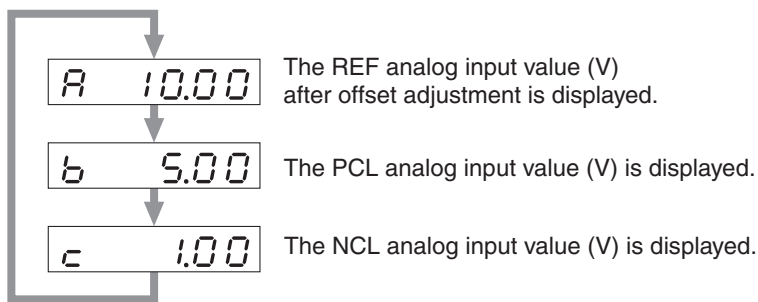 A 10.00
The REF analog input value (V)
after offset adjustment is displayed.
b 5.00
The PCL analog input value (V) is displayed.
c 1.00
The NCL analog input value (V) is displayed.